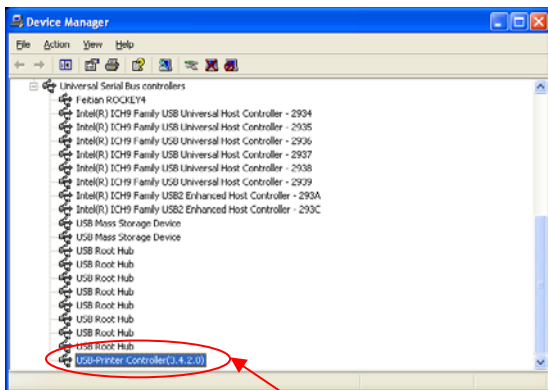 Device Manager
File Action View Help
Universal Serial Bus controllers
Feitian ROCKEY4
Intel(R) ICH9 Family USB Universal Host Controller - 2934
Intel(R) ICH9 Family USB Universal Host Controller - 2935
Intel(R) ICH9 Family USB Universal Host Controller - 2936
Intel(R) ICH9 Family USB Universal Host Controller - 2937
Intel(R) ICH9 Family USB Universal Host Controller - 2938
Intel(R) ICH9 Family USB Universal Host Controller - 2939
Intel(R) ICH9 Family USB2 Enhanced Host Controller - 293A
Intel(R) ICH9 Family USB2 Enhanced Host Controller - 293C
USB Mass Storage Device
USB Mass Storage Device
USB Root Hub
USB Root Hub
USB Root Hub
USB Root Hub
USB Root Hub
USB Root Hub
USB Root Hub
USB Root Hub
USB-Printer Controller(3.4.2.0)